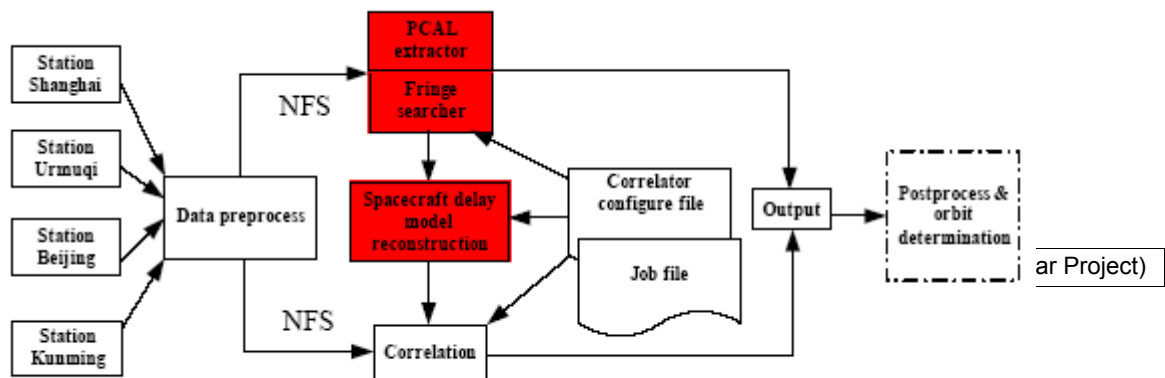 Station
Shanghai
Station
Urmuqi
Station
Beijing
Station
Kunming
Data preprocess
NFS
NFS
PCAL
extractor
Fringe
searcher
Spacecraft delay
model
reconstruction
Correlation
Correlator
configure file
Job file
Output
Postprocess &
orbit
determination
ar Project)